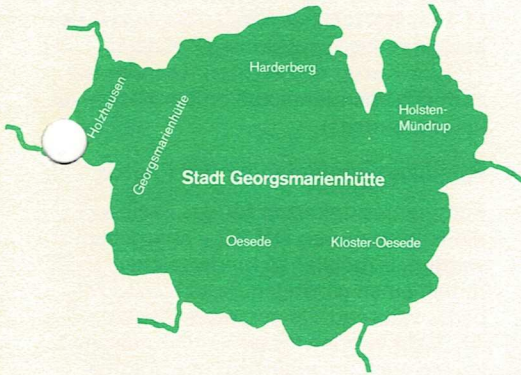 Harderberg
Holzhausen
Georgsmarienhütte
Holsten-
Mündrup
Stadt Georgsmarienhütte
Oesede
Kloster-Oesede